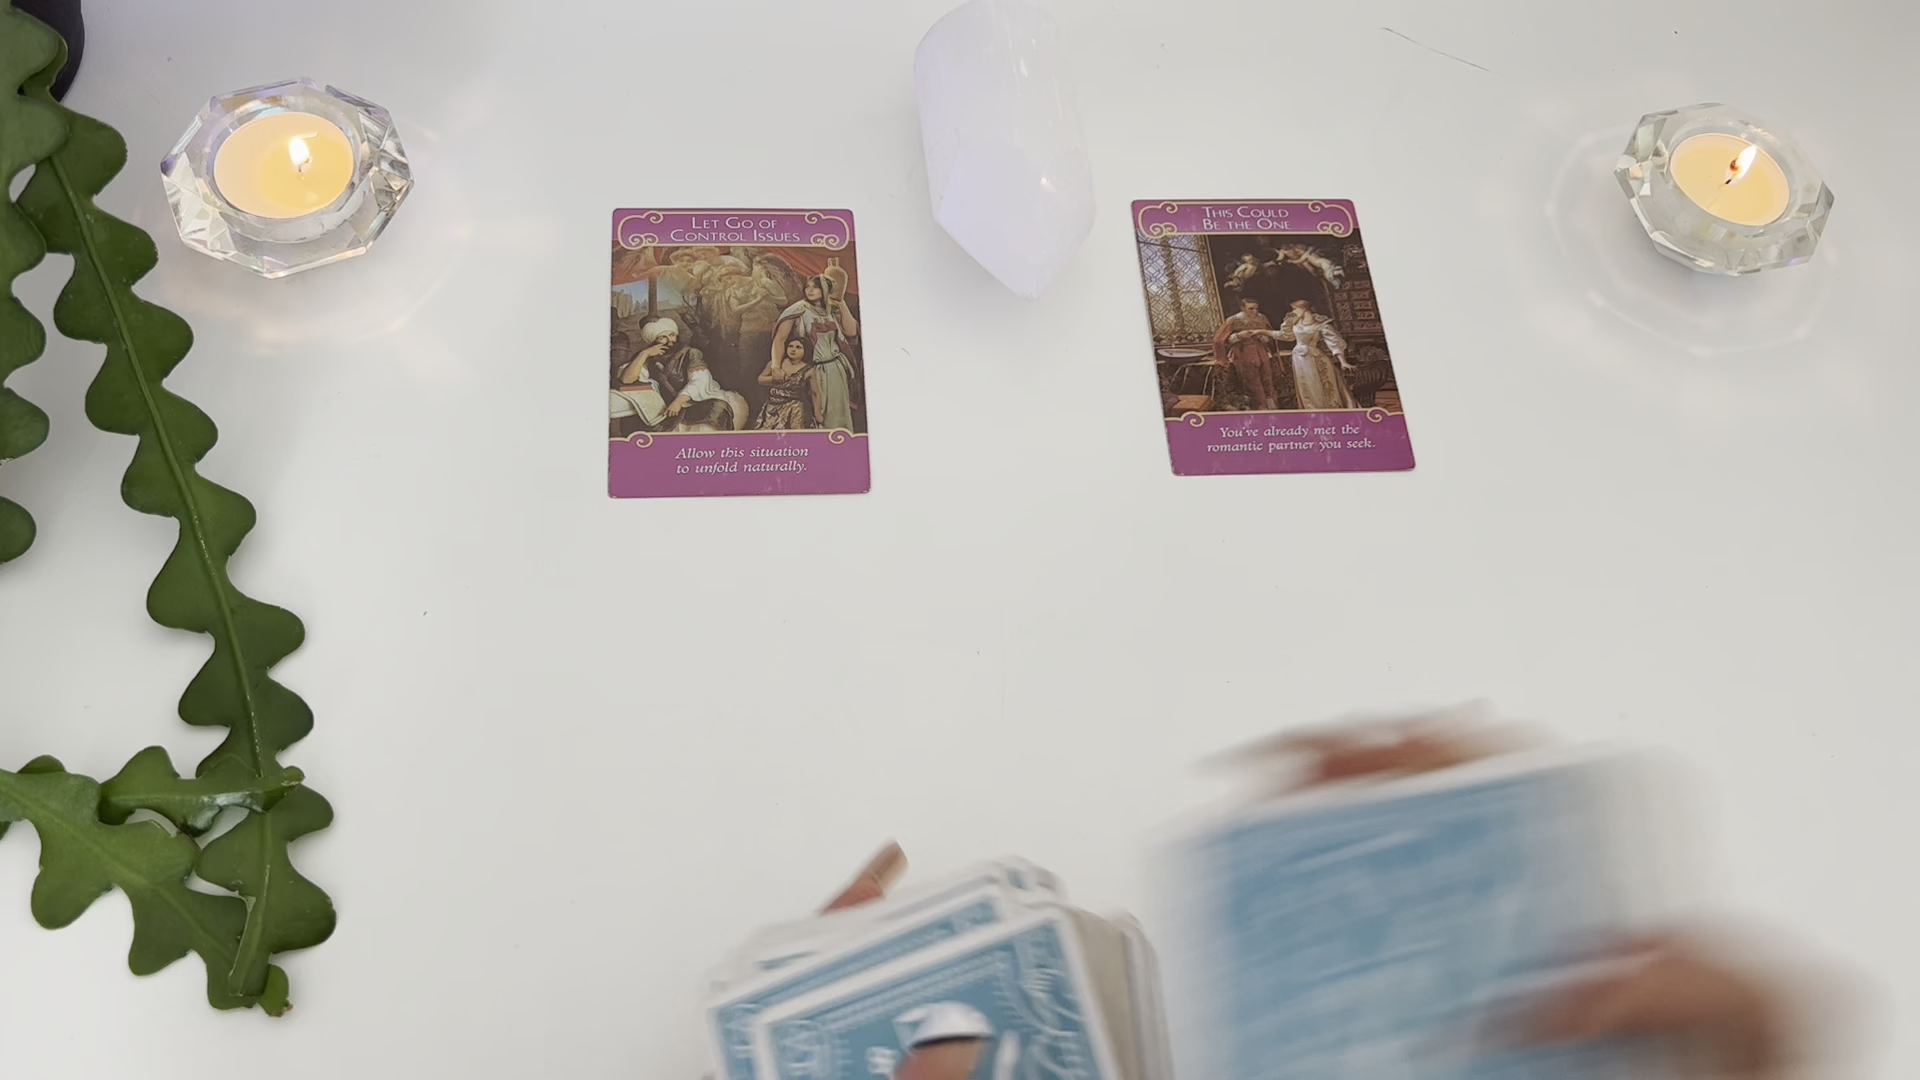 LET GO OF
CONTROL ISSUES
Allow this situation
to unfold naturally.
THIS COULD
BE THE ONE
You've already met the
romantic partner you seek.